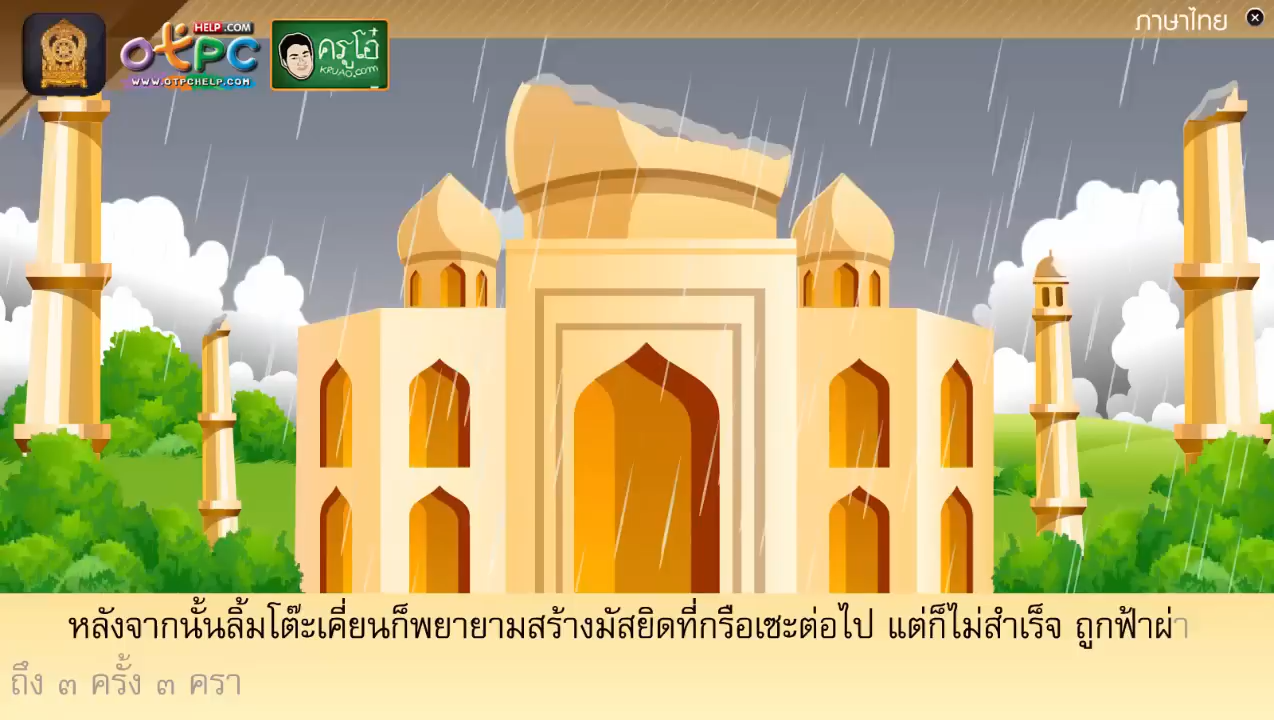 ภาษาไทย
HELP.COM
OTPC
WWW.OTPCHELP.COM
ครูโอ๋
KRUAO.COM
หลังจากนั้นลิ้มโต๊ะเคี่ยนก็พยายามสร้างมัสยิดที่กรือเซะต่อไป แต่ก็ไม่สำเร็จ ถูกฟ้าผ่า
ถึง ๓ ครั้ง ๓ ครา